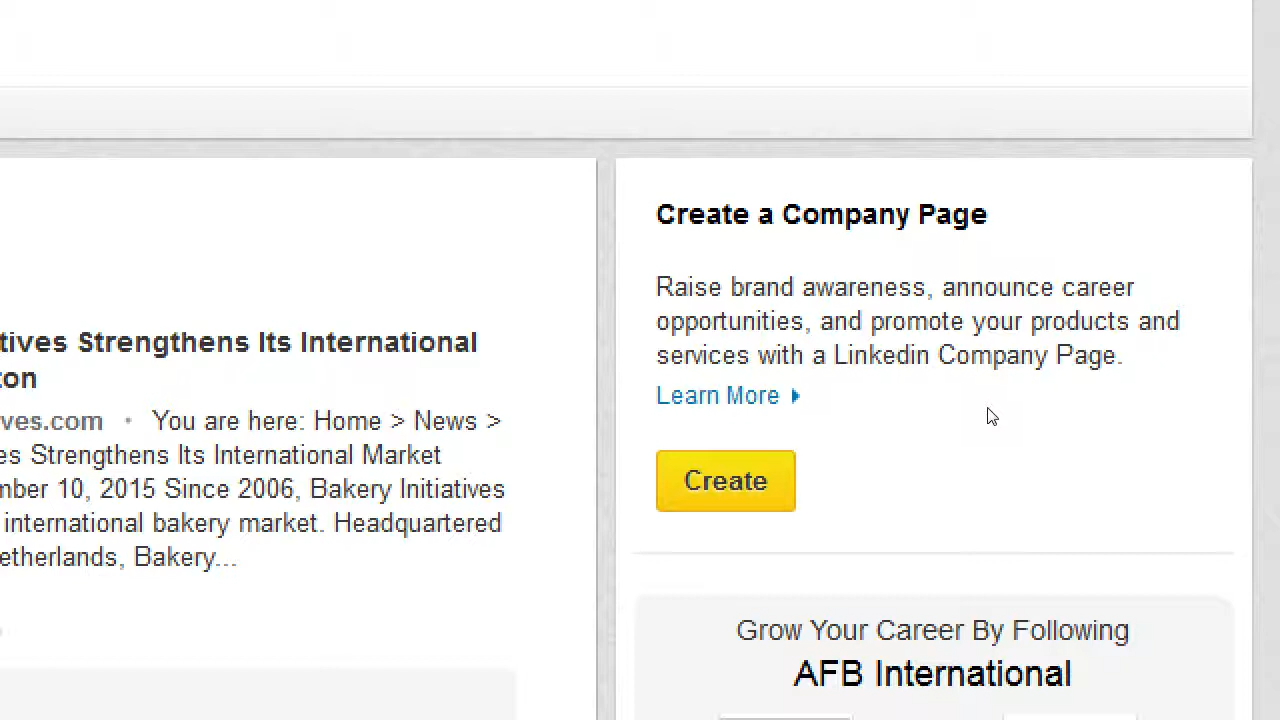 tives Strengthens Its International
ton
ves.com • You are here: Home > News >
es Strengthens Its International Market
mber 10, 2015 Since 2006, Bakery Initiatives
international bakery market. Headquartered
etherlands, Bakery...
Create a Company Page
Raise brand awareness, announce career
opportunities, and promote your products and
services with a Linkedin Company Page.
Learn More
Create
Grow Your Career By Following
AFB International